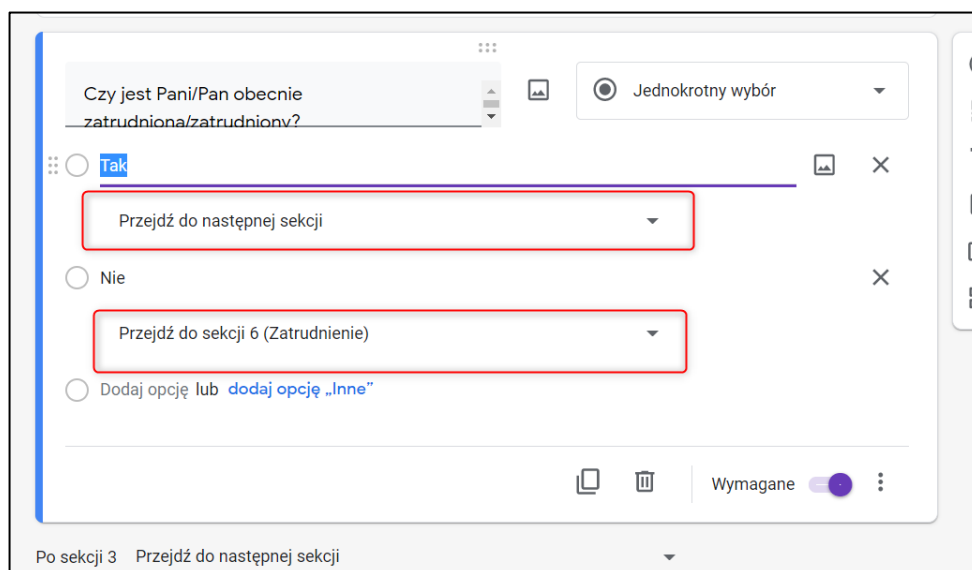 Czy jest Pani/Pan obecnie
zatrudniona/zatrudniony?
Jednokrotny wybór
Tak
Przejdź do następnej sekcji
Nie
Przejdź do sekcji 6 (Zatrudnienie)
Dodaj opcję lub dodaj opcję „Inne”
Wymagane
Po sekcji 3 Przejdź do następnej sekcji